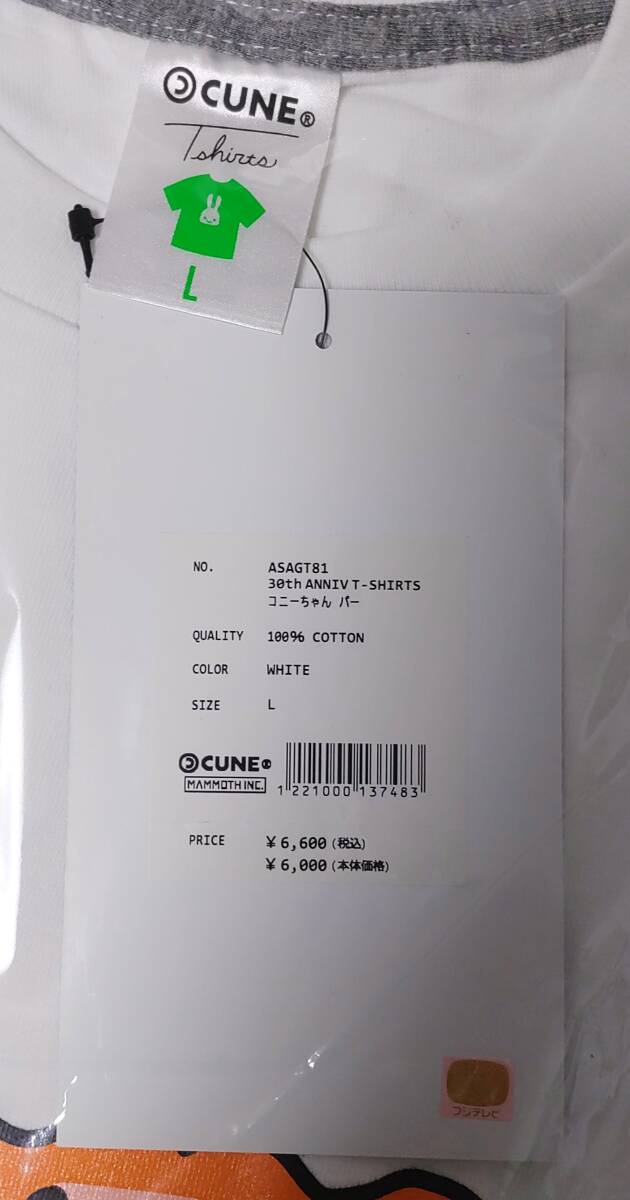 CUNE®
Tshirts
L
NO. ASAGT81
30th ANNIV T-SHIRTS
コニーちゃん パー
QUALITY 100% COTTON
COLOR WHITE
SIZE L
CUNE®
MAMMOTH INC.
1 221000 137483
PRICE ¥6,600 (税込)
¥6,000 (本体価格)
フジテレビ